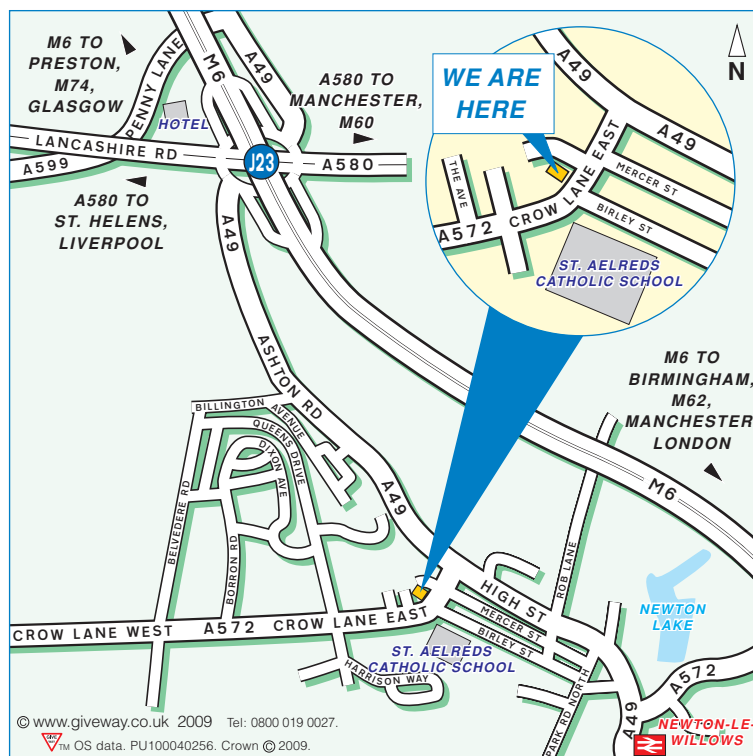 M6 TO
PRESTON,
M74,
GLASGOW
PENNY LANE
M6
A49
A580 TO
MANCHESTER,
M60
HOTEL
LANCASHIRE RD
J23
A580
A599
A580 TO
ST. HELENS,
LIVERPOOL
A49
WE ARE
HERE
A49
N
THE AVE
A572
CROW LANE EAST
MERCER ST
BIRLEY ST
ST. AELREDS
CATHOLIC SCHOOL
ASHTON RD
M6 TO
BIRMINGHAM,
M62,
MANCHESTER
LONDON
BILLINGTON AVENUE
QUEENS DRIVE
DIXON AVE
BELVEDERE RD
BORRON RD
A49
M6
ROB LANE
HIGH ST
MERCER ST
BIRLEY ST
NEWTON
LAKE
CROW LANE WEST
A572
CROW LANE EAST
ST. AELREDS
CATHOLIC SCHOOL
HARRISON WAY
PARK RD NORTH
A572
A49
NEWTON-LE-
WILLOWS
© www.giveway.co.uk 2009 Tel: 0800 019 0027.
TM OS data. PU100040256. Crown © 2009.